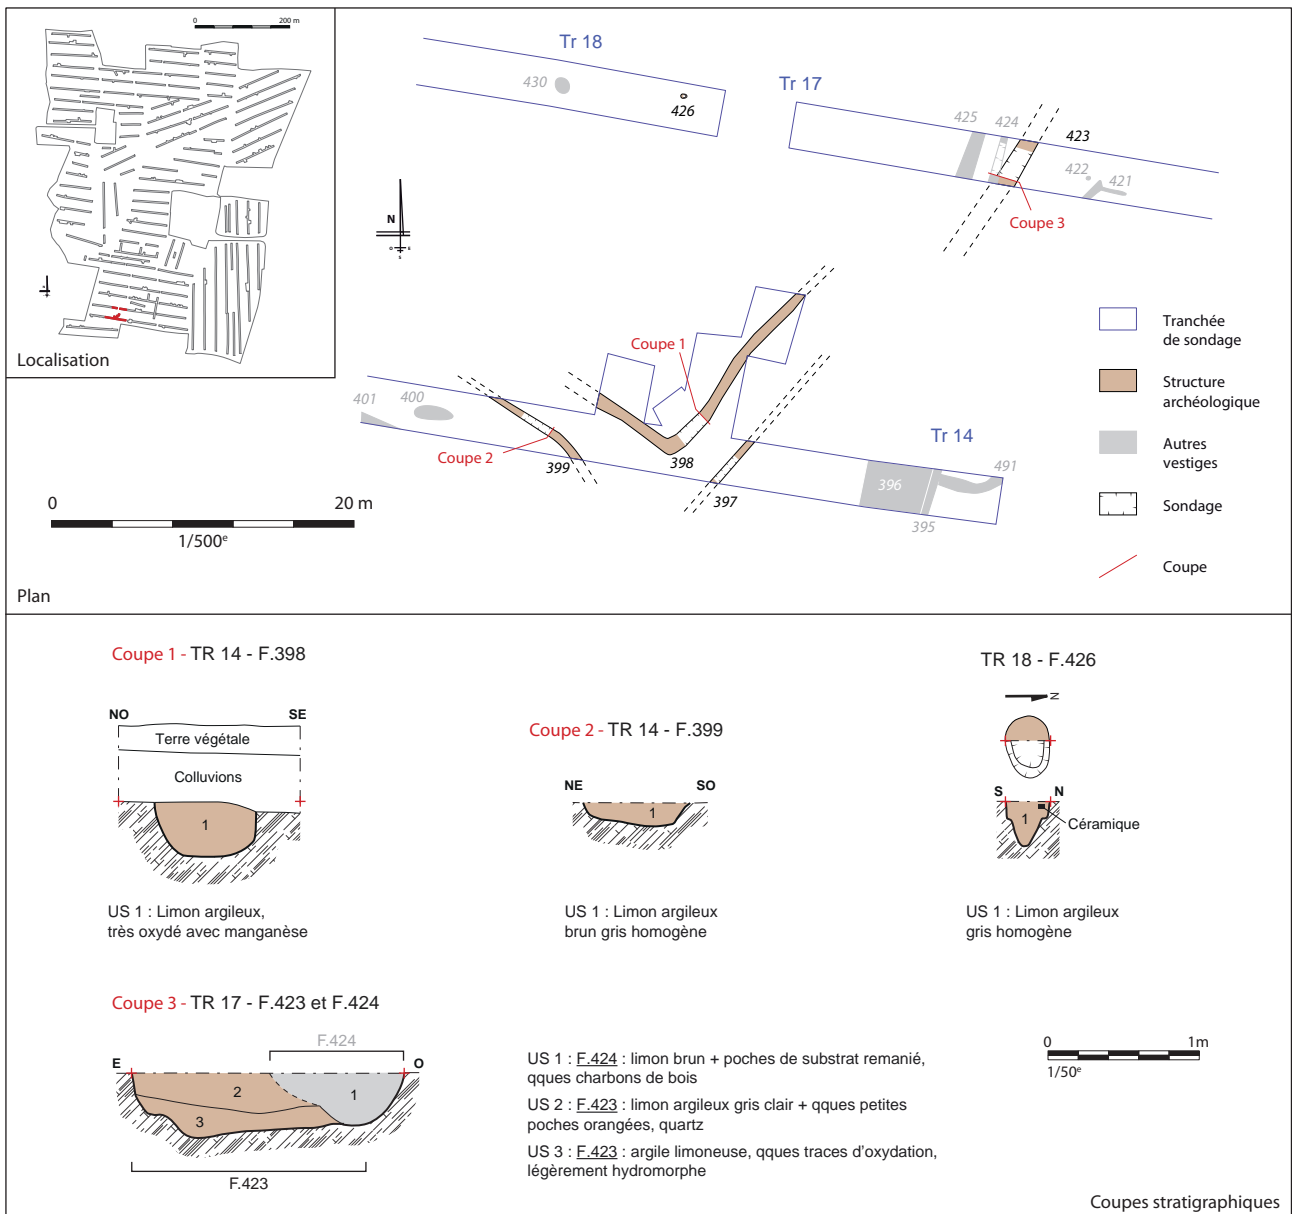 0 200 m
N
Localisation
Tr 18
430
426
Tr 17
425
424
423
422
421
Coupe 3
N
O E
S
Coupe 1
401
400
Coupe 2
399
398
397
Tr 14
396
395
491
Tranchée
de sondage
Structure
archéologique
Autres
vestiges
Sondage
Coupe
0 20 m
1/500e
Plan
Coupe 1 - TR 14 - F.398
NO SE
Terre végétale
Colluvions
1
US 1 : Limon argileux,
très oxydé avec manganèse
Coupe 2 - TR 14 - F.399
NE SO
1
US 1 : Limon argileux
brun gris homogène
TR 18 - F.426
N
S N
1
Céramique
US 1 : Limon argileux
gris homogène
Coupe 3 - TR 17 - F.423 et F.424
F.424
E O
2
1
3
F.423
US 1 : F.424 : limon brun + poches de substrat remanié,
qques charbons de bois
US 2 : F.423 : limon argileux gris clair + qques petites
poches orangées, quartz
US 3 : F.423 : argile limoneuse, qques traces d'oxydation,
légèrement hydromorphe
0 1m
1/50e
Coupes stratigraphiques